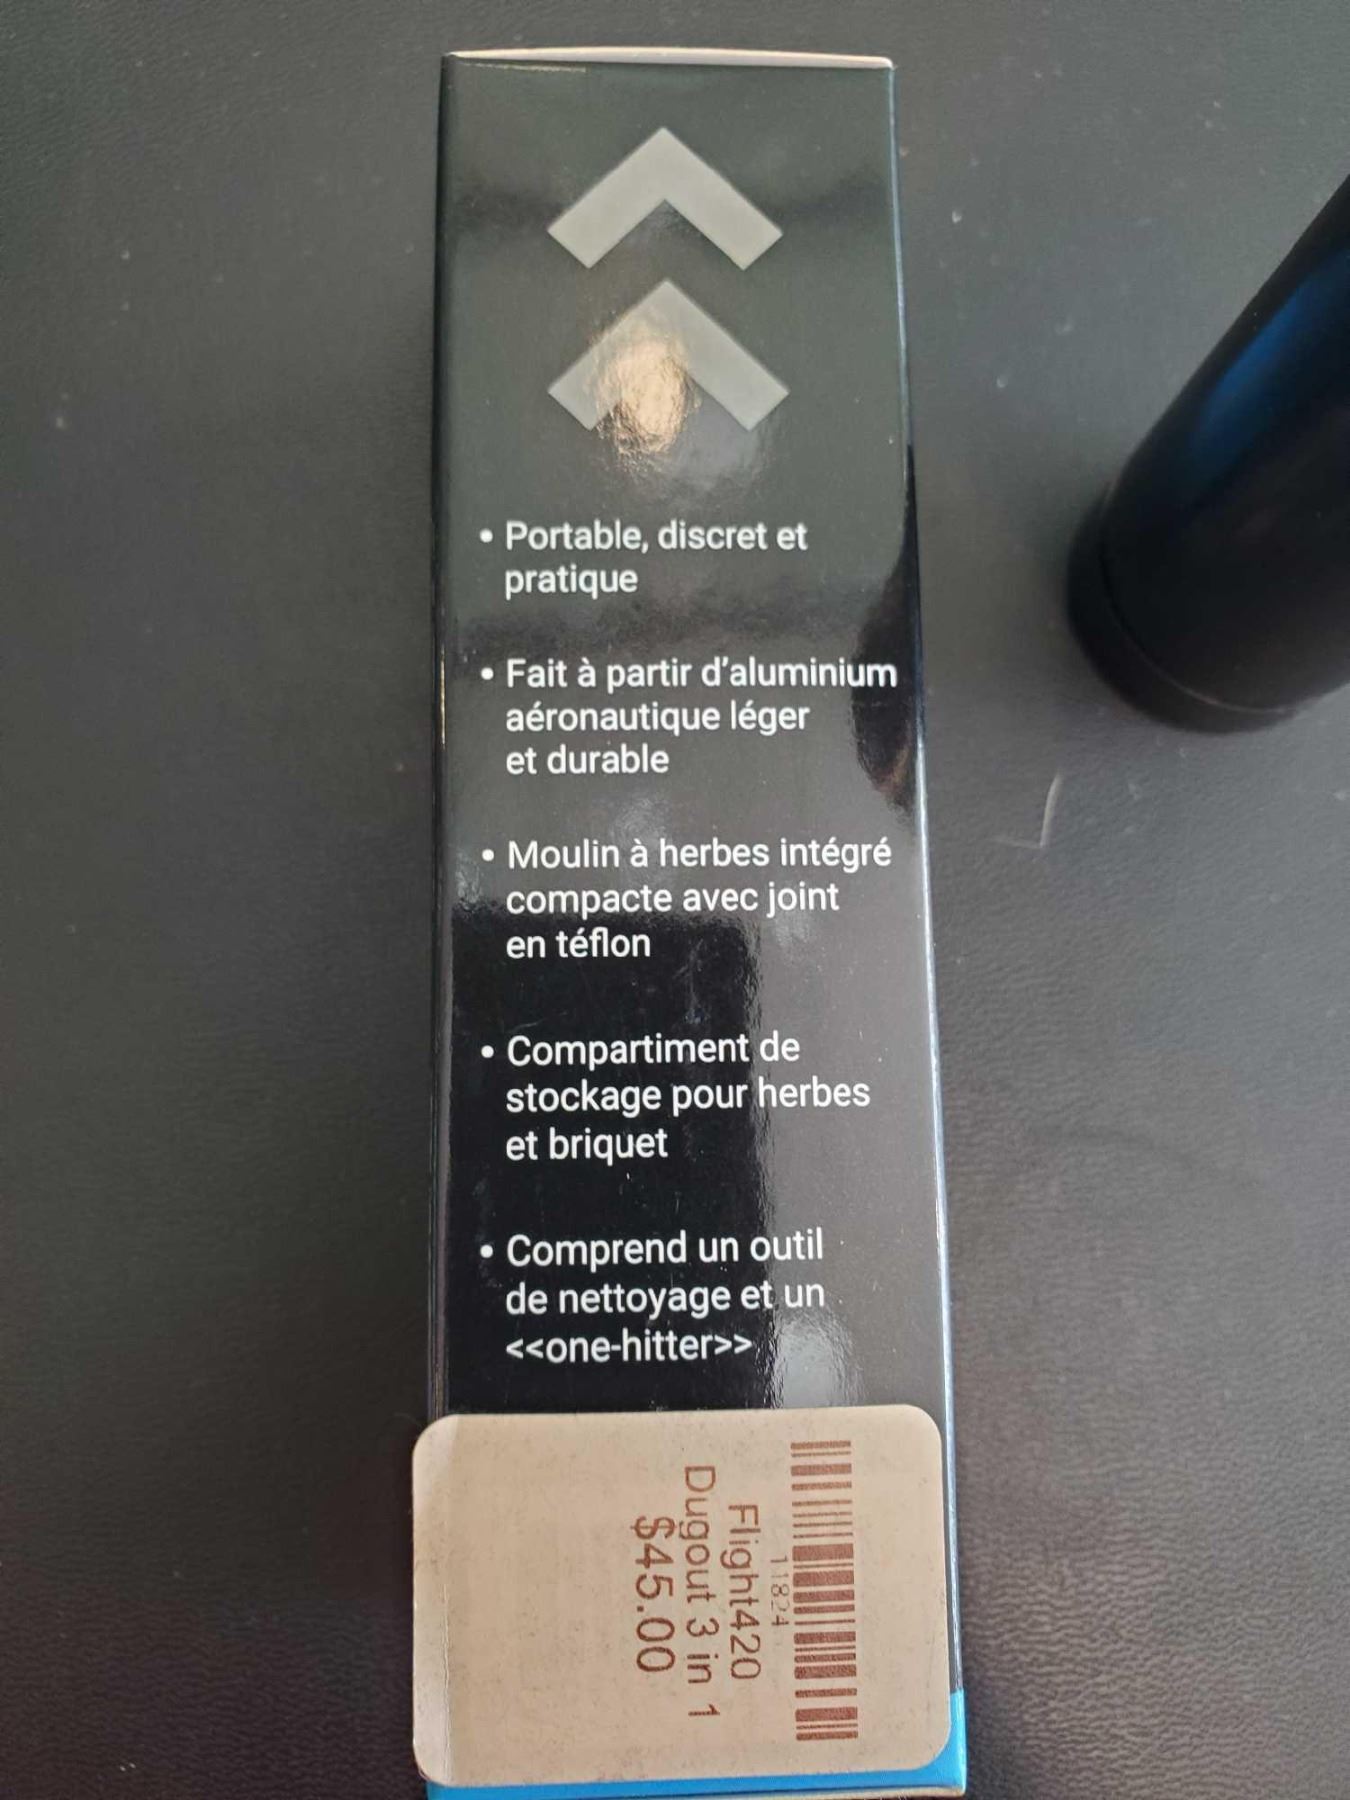 • Portable, discret et
pratique
• Fait à partir d'aluminium
aéronautique léger
et durable
• Moulin à herbes intégré
compacte avec joint
en téflon
• Compartiment de
stockage pour herbes
et briquet
• Comprend un outil
de nettoyage et un
<<one-hitter>>
11824
Flight420
Dugout 3 in 1
$45.00